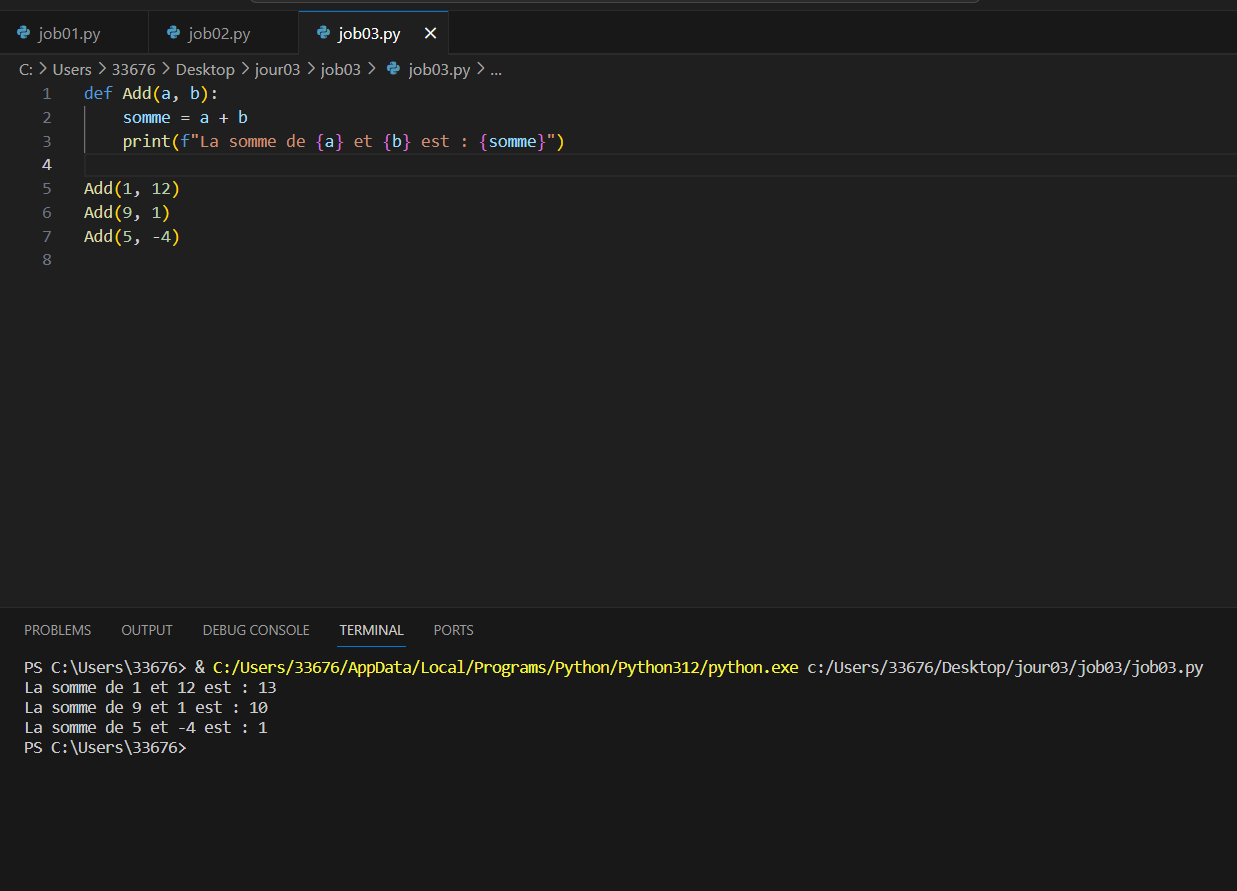 job01.py job02.py job03.py
C: > Users > 33676 > Desktop > jour03 > job03 > job03.py > ...
1 def Add(a, b):
2     somme = a + b
3     print(f"La somme de {a} et {b} est : {somme}")
4
5 Add(1, 12)
6 Add(9, 1)
7 Add(5, -4)
8
PROBLEMS OUTPUT DEBUG CONSOLE TERMINAL PORTS
PS C:\Users\33676> & C:/Users/33676/AppData/Local/Programs/Python/Python312/python.exe c:/Users/33676/Desktop/jour03/job03/job03.py
La somme de 1 et 12 est : 13
La somme de 9 et 1 est : 10
La somme de 5 et -4 est : 1
PS C:\Users\33676>